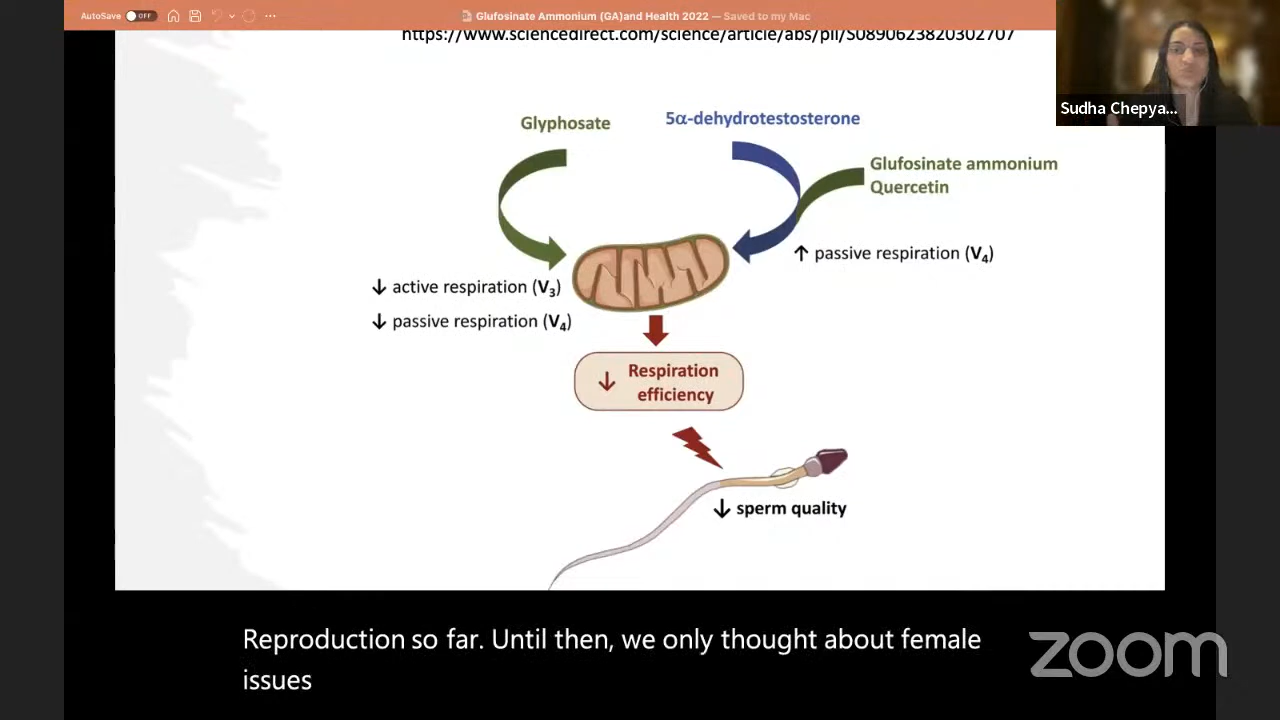 AutoSave OFF
Glufosinate Ammonium (GA)and Health 2022 — Saved to my Mac
https://www.sciencedirect.com/science/article/abs/pii/S0890623820302707
Sudha Chepya...
Glyphosate
5α-dehydrotestosterone
Glufosinate ammonium
Quercetin
↑ passive respiration (V4)
↓ active respiration (V3)
↓ passive respiration (V4)
↓ Respiration
efficiency
↓ sperm quality
Reproduction so far. Until then, we only thought about female
issues
zoom